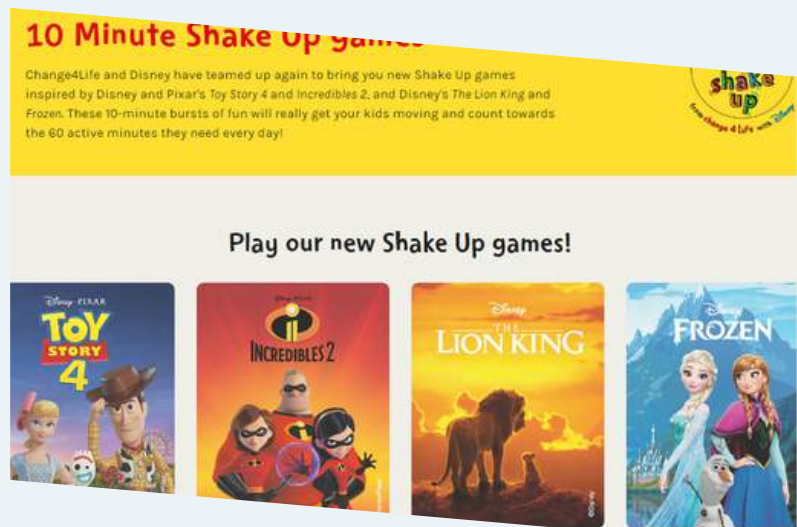 10 Minute Shake Up games
Change4Life and Disney have teamed up again to bring you new Shake Up games
inspired by Disney and Pixar's Toy Story 4 and Incredibles 2, and Disney's The Lion King and
Frozen. These 10-minute bursts of fun will really get your kids moving and count towards
the 60 active minutes they need every day!
shake
up
from change 4 life with Disney
Play our new Shake Up games!
Disney · PIXAR
TOY
STORY
4
Disney · PIXAR
INCREDIBLES 2
Disney
THE
LION KING
©Disney
Disney
FROZEN